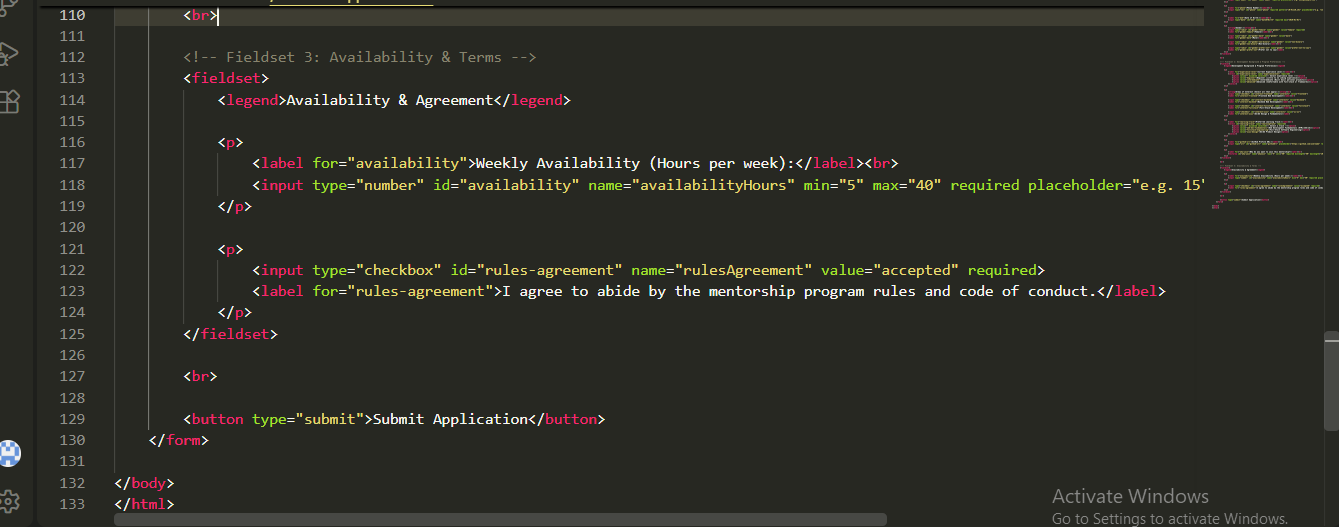 110 <br>
111
112 <!-- Fieldset 3: Availability & Terms -->
113 <fieldset>
114 <legend>Availability & Agreement</legend>
115
116 <p>
117 <label for="availability">Weekly Availability (Hours per week):</label><br>
118 <input type="number" id="availability" name="availabilityHours" min="5" max="40" required placeholder="e.g. 15"
119 </p>
120
121 <p>
122 <input type="checkbox" id="rules-agreement" name="rulesAgreement" value="accepted" required>
123 <label for="rules-agreement">I agree to abide by the mentorship program rules and code of conduct.</label>
124 </p>
125 </fieldset>
126
127 <br>
128
129 <button type="submit">Submit Application</button>
130 </form>
131
132 </body>
133 </html>
Activate Windows
Go to Settings to activate Windows.